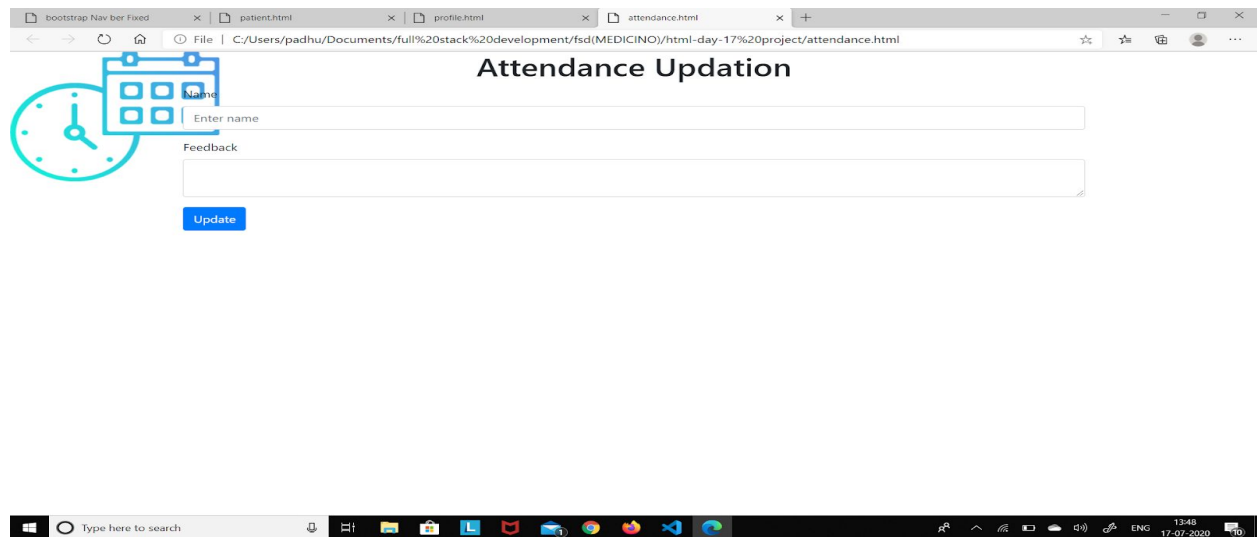 bootstrap Nav ber Fixed
patient.html
profile.html
attendance.html
File | C:/Users/padhu/Documents/full%20stack%20development/fsd(MEDICINO)/html-day-17%20project/attendance.html
Attendance Updation
Name
Enter name
Feedback
Update
Type here to search
L
1
ENG
13:48
17-07-2020
10